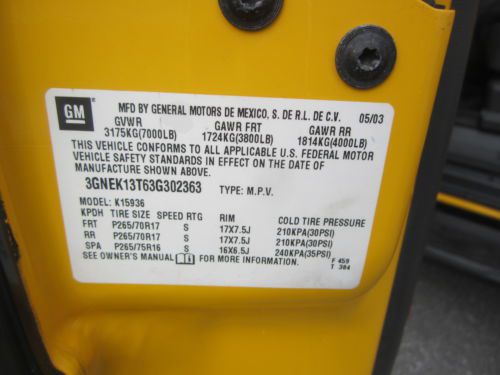 GM
MFD BY GENERAL MOTORS DE MEXICO, S. DE R.L. DE C.V. 05/03
GVWR GAWR FRT GAWR RR
3175KG(7000LB) 1724KG(3800LB) 1814KG(4000LB)
THIS VEHICLE CONFORMS TO ALL APPLICABLE U.S. FEDERAL MOTOR
VEHICLE SAFETY STANDARDS IN EFFECT ON THE DATE OF
MANUFACTURE SHOWN ABOVE.
3GNEK13T63G302363 TYPE: M.P.V.
MODEL: K15936
KPDH TIRE SIZE SPEED RTG RIM COLD TIRE PRESSURE
FRT P265/70R17 S 17X7.5J 210KPA(30PSI)
RR P265/70R17 S 17X7.5J 210KPA(30PSI)
SPA P265/75R16 S 16X6.5J 240KPA(35PSI)
SEE OWNER'S MANUAL FOR MORE INFORMATION. F 459
T 304